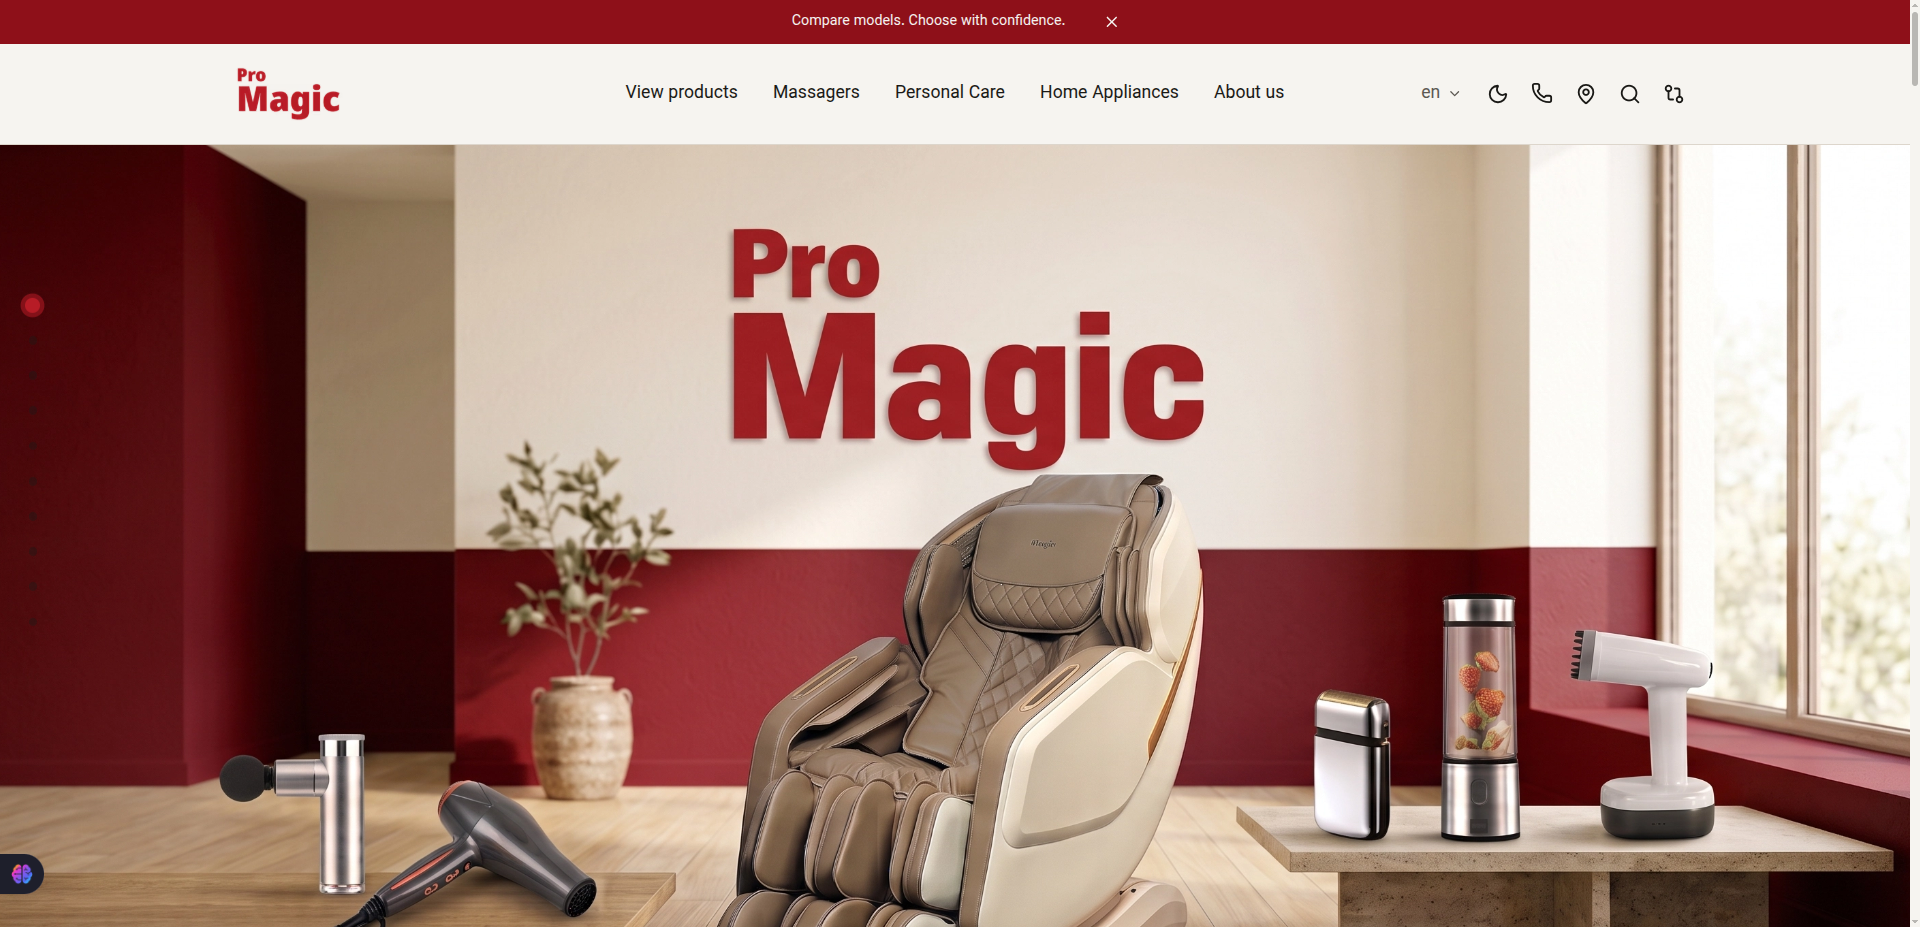 Compare models. Choose with confidence.
Pro
Magic
View products
Massagers
Personal Care
Home Appliances
About us
en
Pro
Magic
Magic